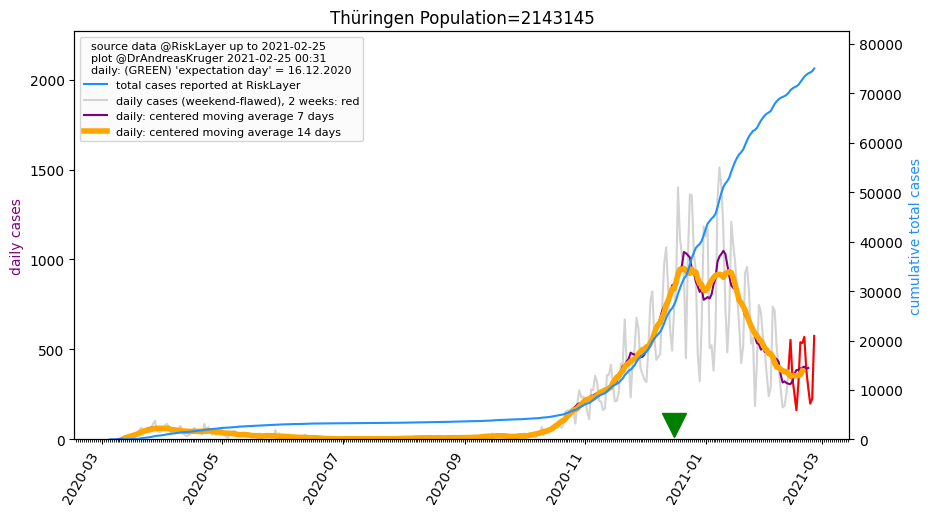 Thüringen Population=2143145
source data @RiskLayer up to 2021-02-25
plot @DrAndreasKruger 2021-02-25 00:31
daily: (GREEN) 'expectation day' = 16.12.2020
total cases reported at RiskLayer
daily cases (weekend-flawed), 2 weeks: red
daily: centered moving average 7 days
daily: centered moving average 14 days
daily cases
2000
1500
1000
500
0
80000
70000
60000
50000
40000
30000
20000
10000
0
cumulative total cases
2020-03
2020-05
2020-07
2020-09
2020-11
2021-01
2021-03